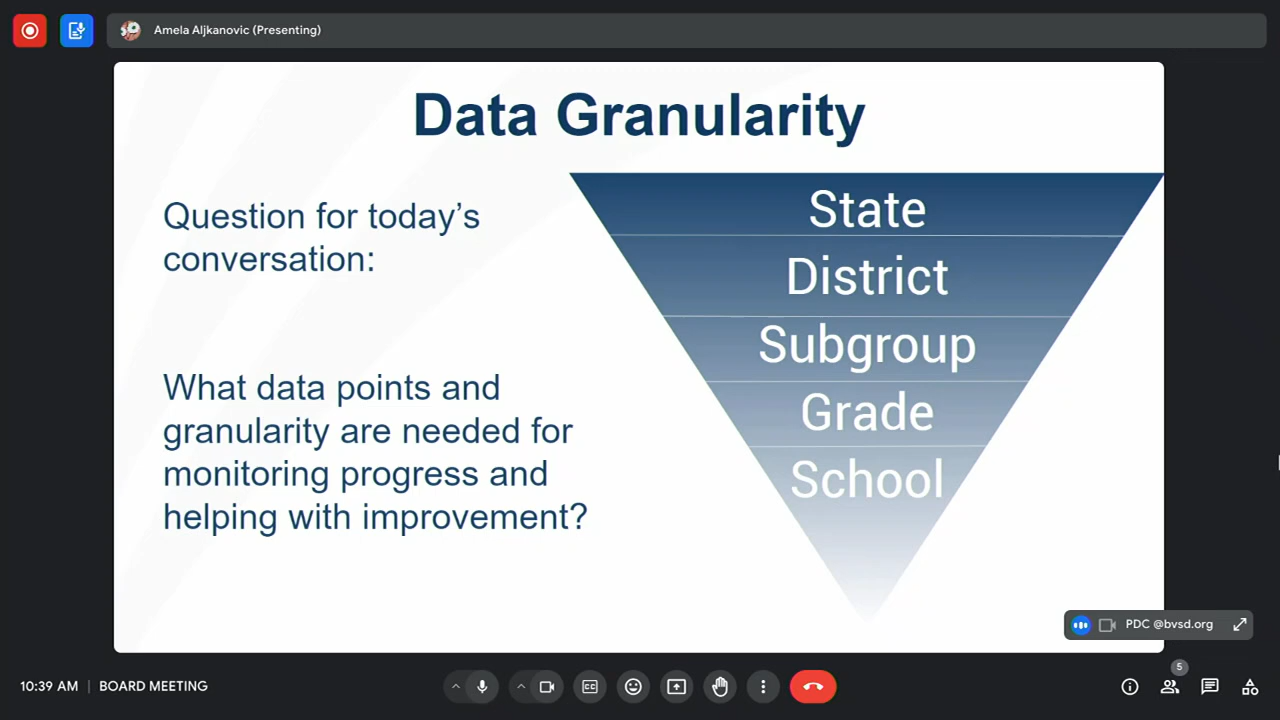 Amela Aljkanovic (Presenting)
Data Granularity
Question for today's
conversation:
What data points and
granularity are needed for
monitoring progress and
helping with improvement?
State
District
Subgroup
Grade
School
PDC @bvsd.org
10:39 AM | BOARD MEETING
CC
5